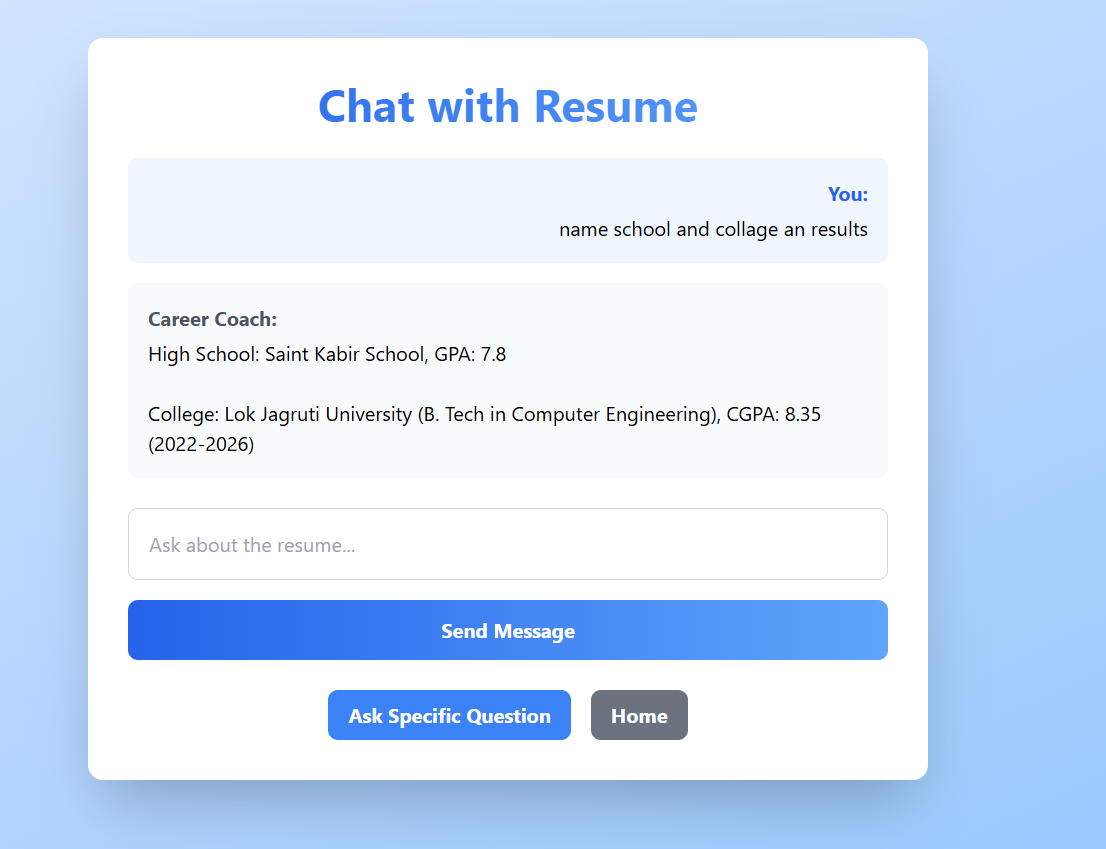 Chat with Resume
You:
name school and collage an results
Career Coach:
High School: Saint Kabir School, GPA: 7.8
College: Lok Jagruti University (B. Tech in Computer Engineering), CGPA: 8.35
(2022-2026)
Ask about the resume...
Send Message
Ask Specific Question
Home